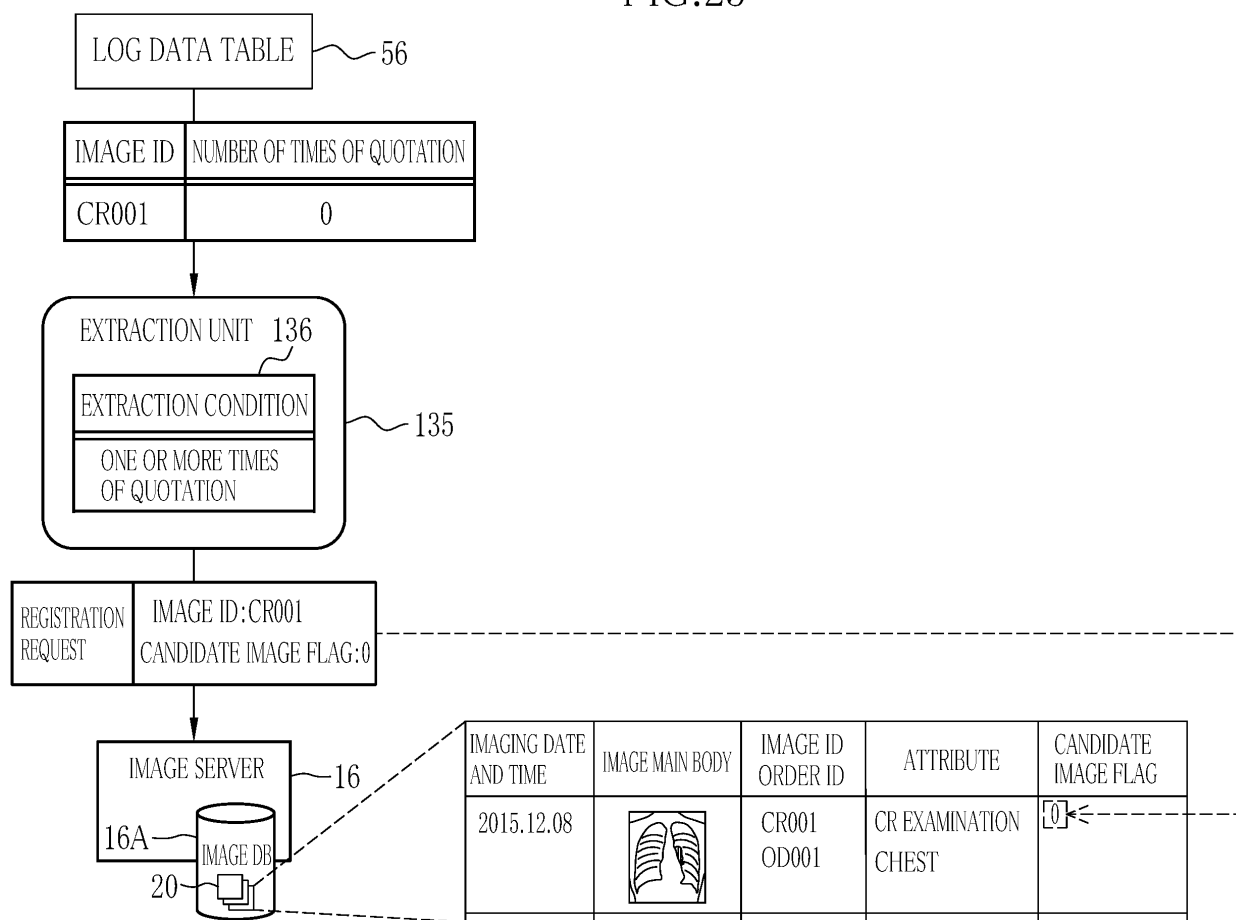 LOG DATA TABLE
56
IMAGE ID
NUMBER OF TIMES OF QUOTATION
CR001
0
EXTRACTION UNIT
136
EXTRACTION CONDITION
ONE OR MORE TIMES
OF QUOTATION
135
REGISTRATION
REQUEST
IMAGE ID:CR001
CANDIDATE IMAGE FLAG:0
IMAGE SERVER
16
16A
IMAGE DB
20
IMAGING DATE
AND TIME
IMAGE MAIN BODY
IMAGE ID
ORDER ID
ATTRIBUTE
CANDIDATE
IMAGE FLAG
2015.12.08
CR001
OD001
CR EXAMINATION
CHEST
0